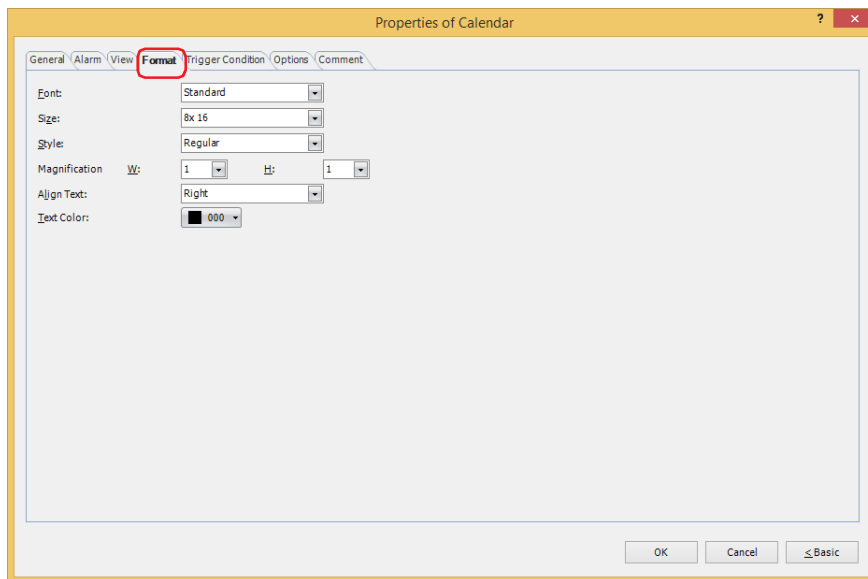 Properties of Calendar ? ×
General Alarm View Format Trigger Condition Options Comment
Font: Standard
Size: 8x 16
Style: Regular
Magnification W: 1 H: 1
Align Text: Right
Text Color: 000
OK Cancel < Basic